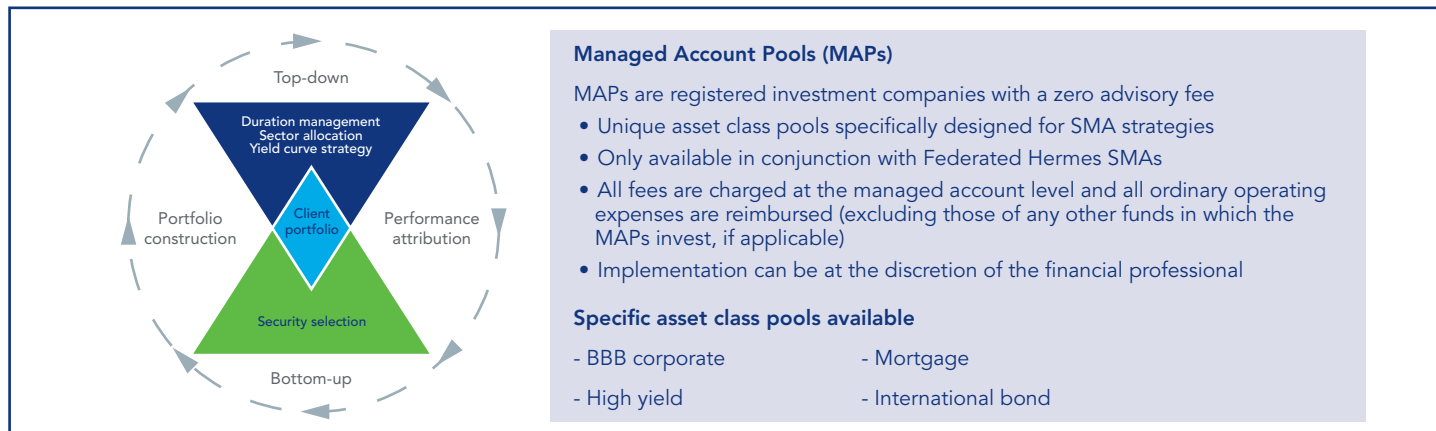 Top-down
Duration management
Sector allocation
Yield curve strategy
Portfolio
construction
Client
portfolio
Performance
attribution
Security selection
Bottom-up
Managed Account Pools (MAPs)
MAPs are registered investment companies with a zero advisory fee
• Unique asset class pools specifically designed for SMA strategies
• Only available in conjunction with Federated Hermes SMAs
• All fees are charged at the managed account level and all ordinary operating
expenses are reimbursed (excluding those of any other funds in which the
MAPs invest, if applicable)
• Implementation can be at the discretion of the financial professional
Specific asset class pools available
- BBB corporate - Mortgage
- High yield - International bond